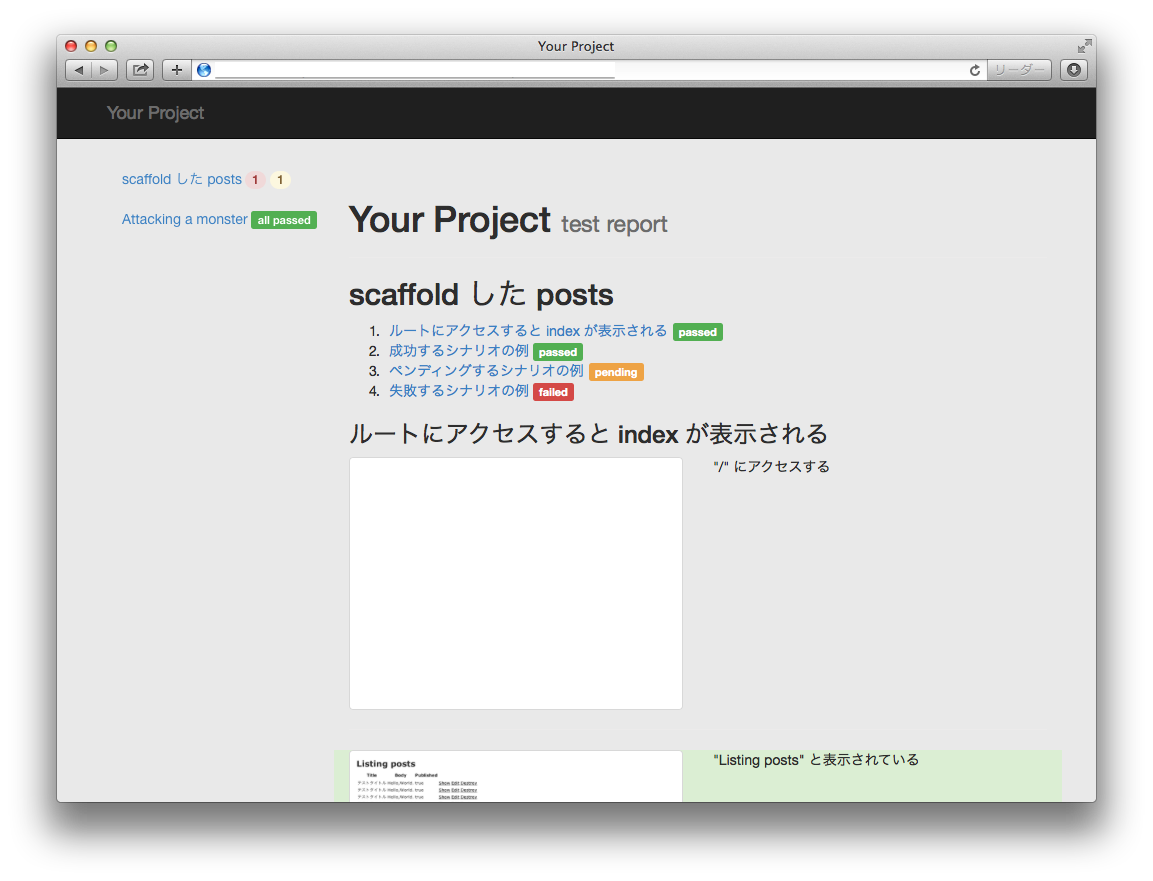 Your Project
リーダー
Your Project
scaffold した posts 1 1
Attacking a monster all passed
Your Project test report
scaffold した posts
1. ルートにアクセスすると index が表示される passed
2. 成功するシナリオの例 passed
3. ペンディングするシナリオの例 pending
4. 失敗するシナリオの例 failed
ルートにアクセスすると index が表示される
"/" にアクセスする
Listing posts
"Listing posts" と表示されている
Title Body Published
テストタイトル Hello,World. true Show Edit Destroy
テストタイトル Hello,World. true Show Edit Destroy
テストタイトル Hello,World. true Show Edit Destroy